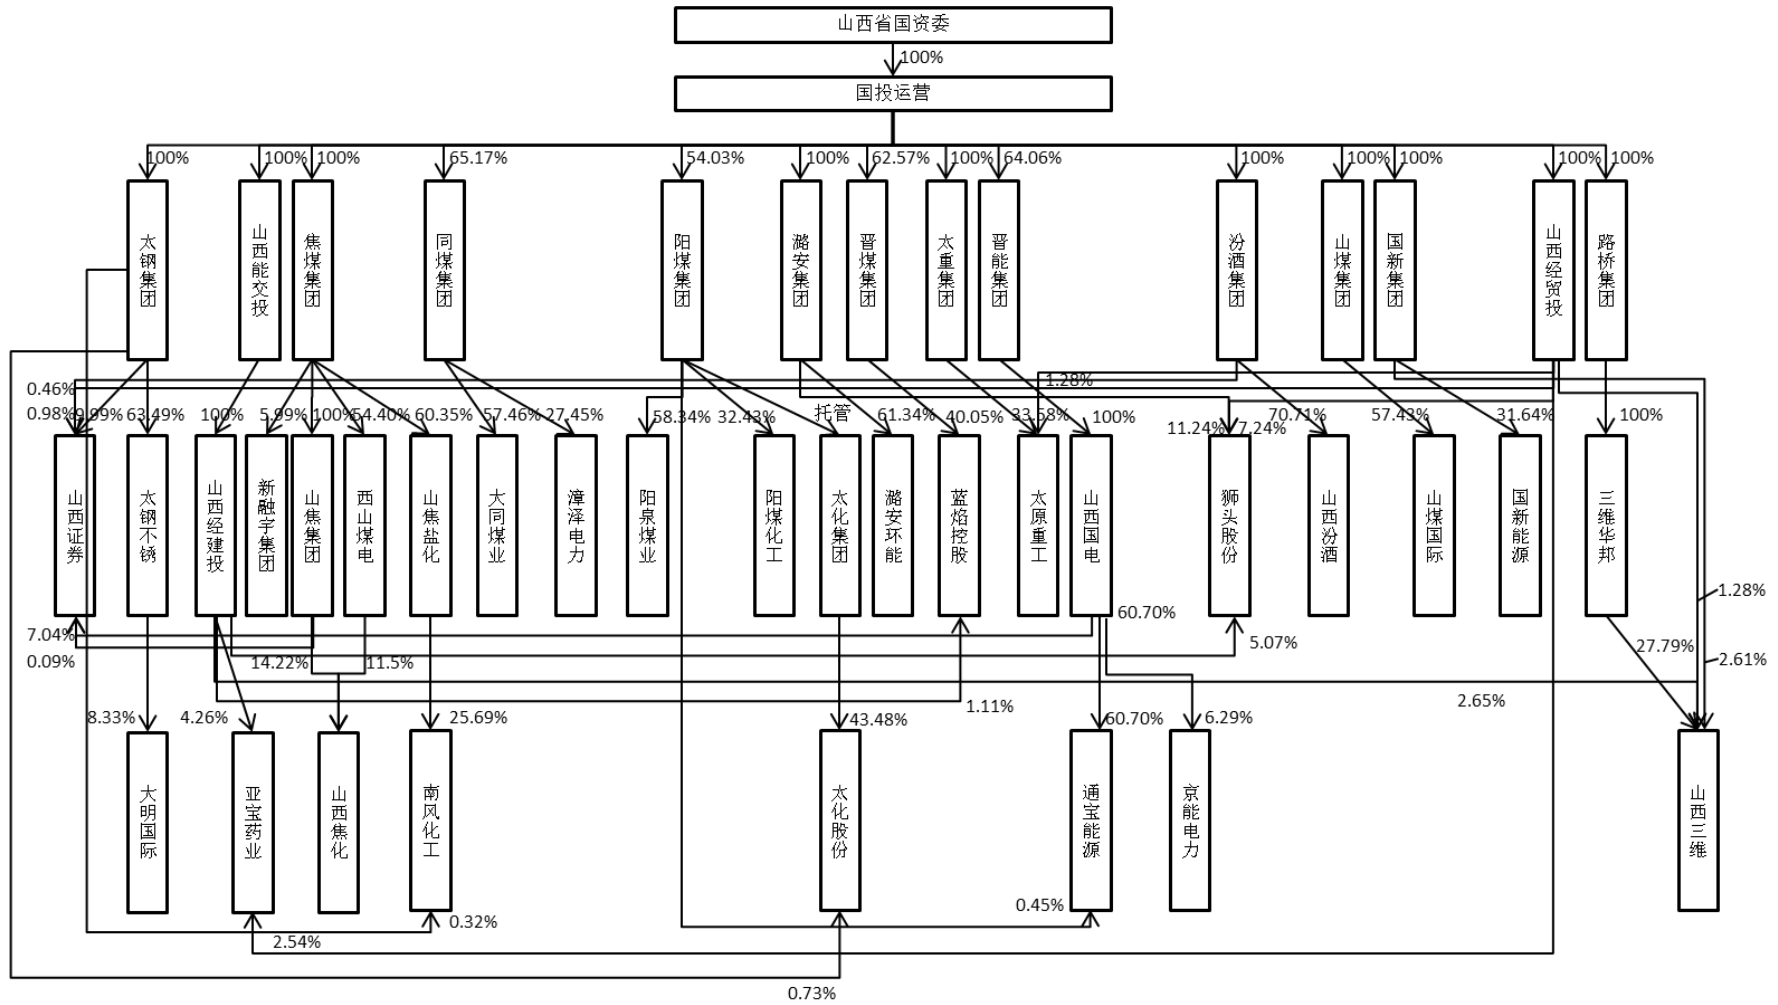 山西省国资委
100%
国投运营
100%
100%
100%
65.17%
54.03%
100%
62.57%
100%
64.06%
100%
100%
100%
100%
100%
太钢集团
山西能交投
焦煤集团
同煤集团
阳煤集团
潞安集团
晋煤集团
太重集团
晋能集团
汾酒集团
山煤集团
国新集团
山西经贸投
路桥集团
0.46%
1.28%
0.98%
9.99%
63.49%
100%
5.99%
100%
54.40%
60.35%
57.46%
27.45%
58.34%
32.43%
托管
61.34%
40.05%
33.58%
100%
11.24%
7.24%
70.71%
57.43%
31.64%
100%
山西证券
太钢不锈
山西经建投
新融宇集团
山焦集团
西山煤电
山焦盐化
大同煤业
漳泽电力
阳泉煤业
阳煤化工
太化集团
潞安环能
蓝焰控股
太原重工
山西国电
狮头股份
山西汾酒
山煤国际
国新能源
三维华邦
1.28%
60.70%
7.04%
0.09%
14.22%
11.5%
5.07%
27.79%
2.61%
1.11%
2.65%
8.33%
4.26%
25.69%
43.48%
60.70%
6.29%
大明国际
亚宝药业
山西焦化
南风化工
太化股份
通宝能源
京能电力
山西三维
0.32%
0.45%
2.54%
0.73%